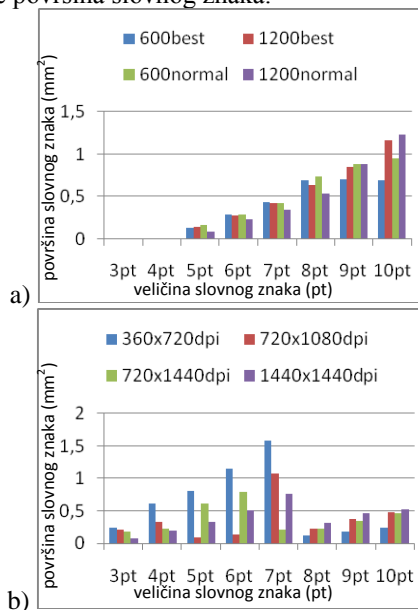 površina slovnog znaka.
600best 1200best
600normal 1200normal
površina slovnog znaka (mm²)
1,5
1
0,5
0
3pt 4pt 5pt 6pt 7pt 8pt 9pt 10pt
veličina slovnog znaka (pt)
a)
360x720dpi 720x1080dpi
720x1440dpi 1440x1440dpi
površina slovnog znaka (mm²)
2
1,5
1
0,5
0
3pt 4pt 5pt 6pt 7pt 8pt 9pt 10pt
veličina slovnog znaka (pt)
b)